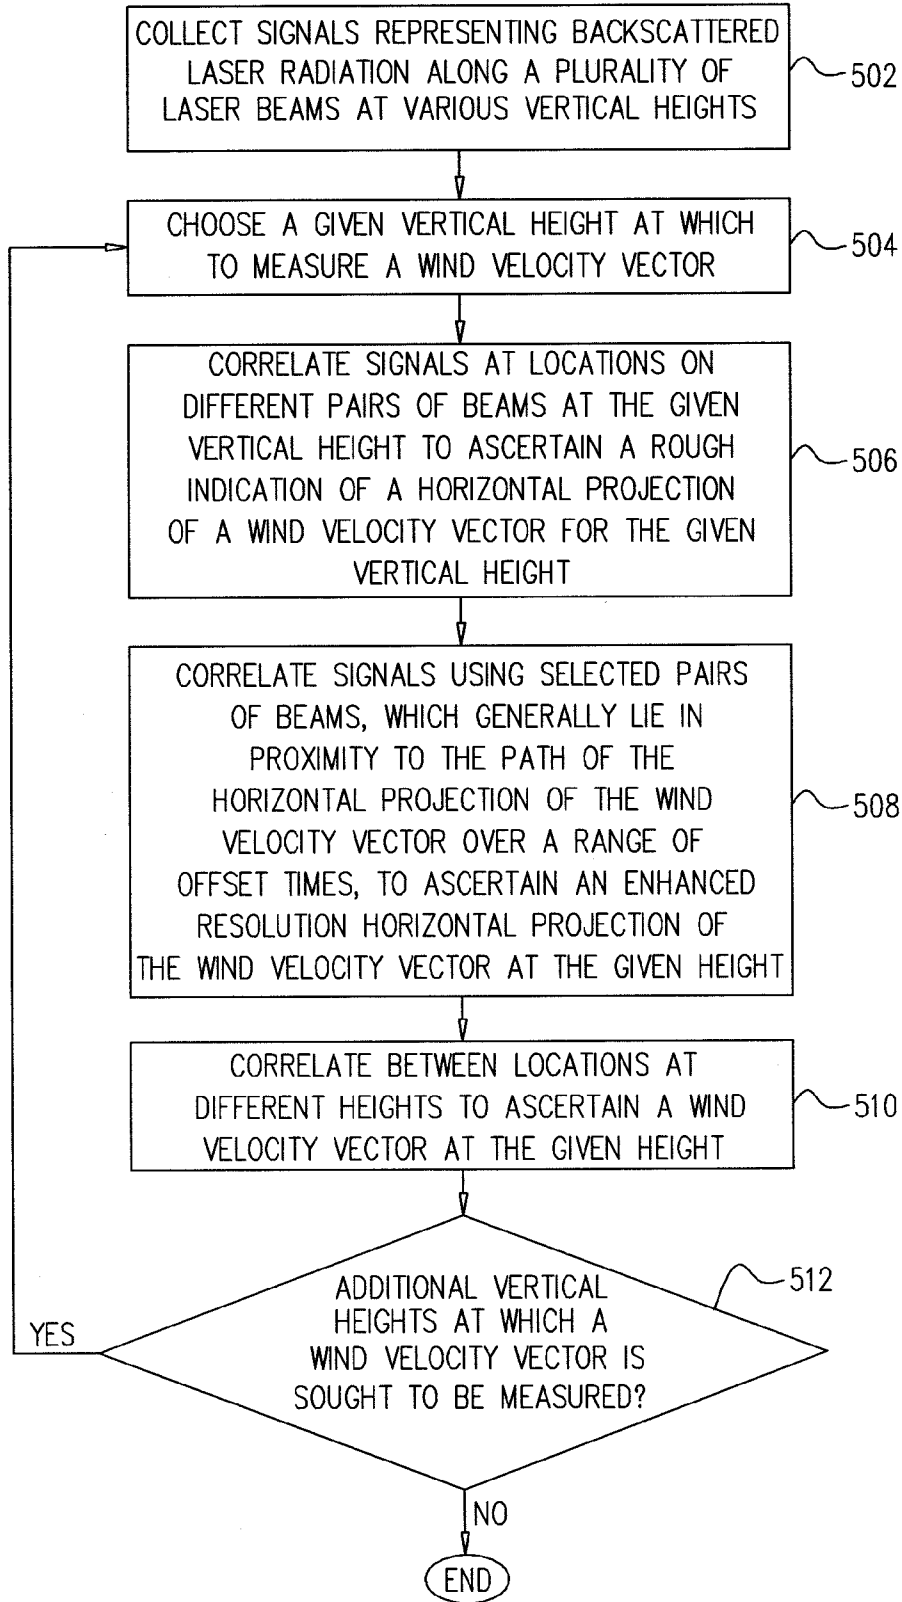 COLLECT SIGNALS REPRESENTING BACKSCATTERED
LASER RADIATION ALONG A PLURALITY OF
LASER BEAMS AT VARIOUS VERTICAL HEIGHTS
502
CHOOSE A GIVEN VERTICAL HEIGHT AT WHICH
TO MEASURE A WIND VELOCITY VECTOR
504
CORRELATE SIGNALS AT LOCATIONS ON
DIFFERENT PAIRS OF BEAMS AT THE GIVEN
VERTICAL HEIGHT TO ASCERTAIN A ROUGH
INDICATION OF A HORIZONTAL PROJECTION
OF A WIND VELOCITY VECTOR FOR THE GIVEN
VERTICAL HEIGHT
506
CORRELATE SIGNALS USING SELECTED PAIRS
OF BEAMS, WHICH GENERALLY LIE IN
PROXIMITY TO THE PATH OF THE
HORIZONTAL PROJECTION OF THE WIND
VELOCITY VECTOR OVER A RANGE OF
OFFSET TIMES, TO ASCERTAIN AN ENHANCED
RESOLUTION HORIZONTAL PROJECTION OF
THE WIND VELOCITY VECTOR AT THE GIVEN HEIGHT
508
CORRELATE BETWEEN LOCATIONS AT
DIFFERENT HEIGHTS TO ASCERTAIN A WIND
VELOCITY VECTOR AT THE GIVEN HEIGHT
510
ADDITIONAL VERTICAL
HEIGHTS AT WHICH A
WIND VELOCITY VECTOR IS
SOUGHT TO BE MEASURED?
512
YES
NO
END